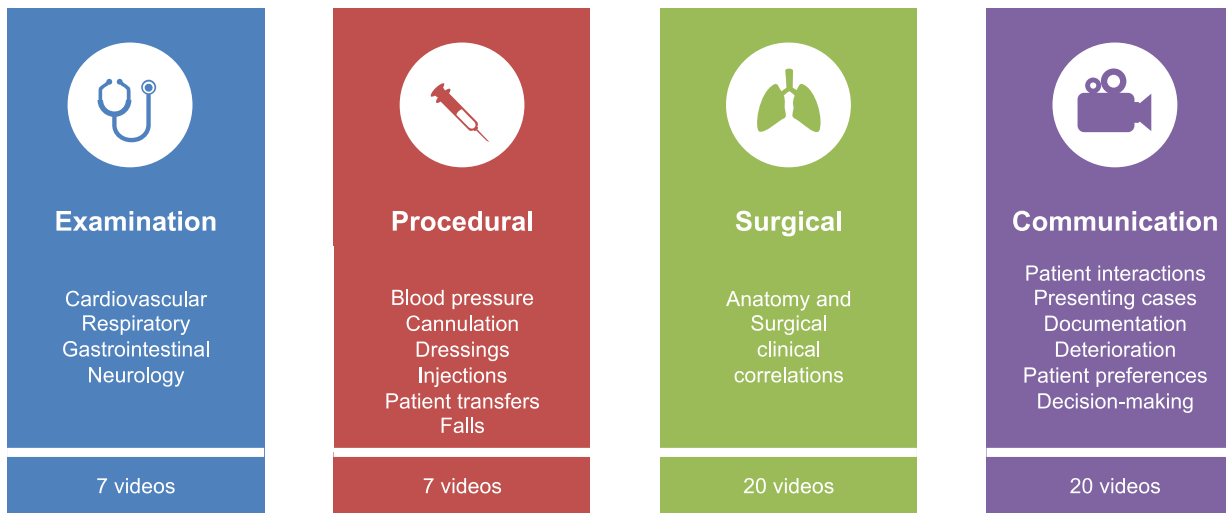 Examination
Cardiovascular
Respiratory
Gastrointestinal
Neurology
7 videos
Procedural
Blood pressure
Cannulation
Dressings
Injections
Patient transfers
Falls
7 videos
Surgical
Anatomy and
Surgical
clinical
correlations
20 videos
Communication
Patient interactions
Presenting cases
Documentation
Deterioration
Patient preferences
Decision-making
20 videos